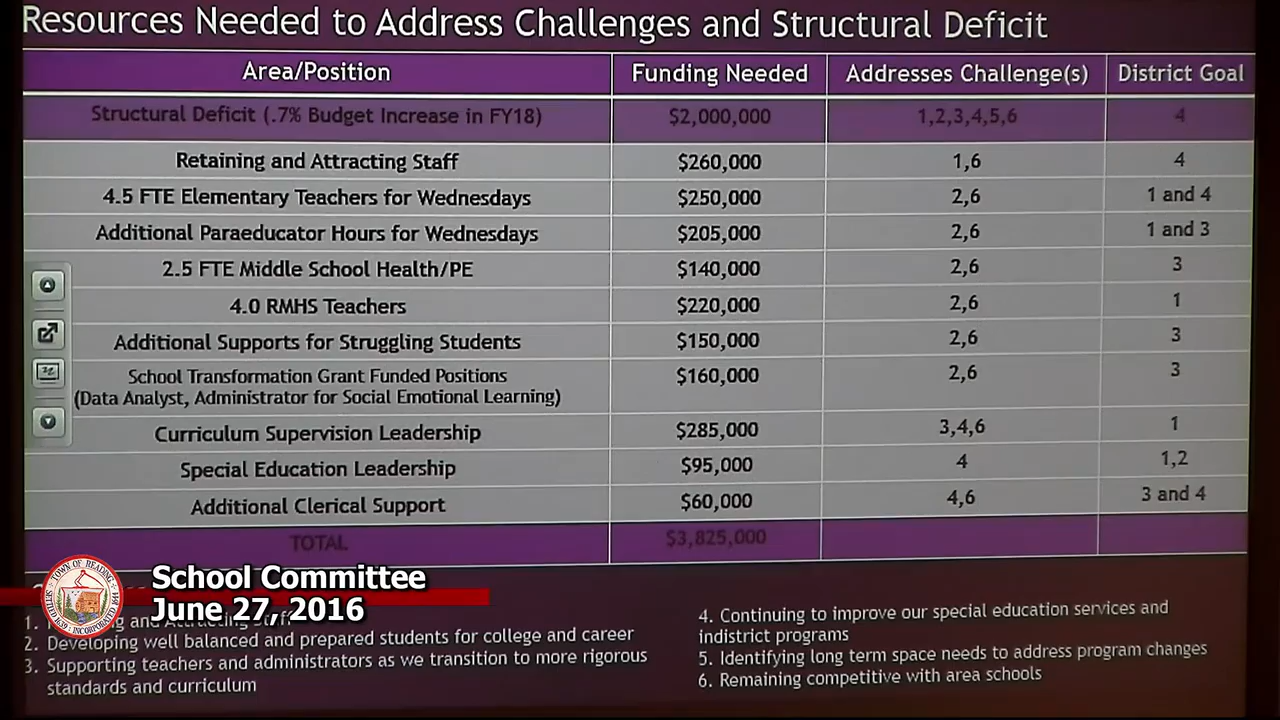 Resources Needed to Address Challenges and Structural Deficit
Area/Position Funding Needed Addresses Challenge(s) District Goal
Structural Deficit (.7% Budget Increase in FY18) $2,000,000 1,2,3,4,5,6 4
Retaining and Attracting Staff $260,000 1,6 4
4.5 FTE Elementary Teachers for Wednesdays $250,000 2,6 1 and 4
Additional Paraeducator Hours for Wednesdays $205,000 2,6 1 and 3
2.5 FTE Middle School Health/PE $140,000 2,6 3
4.0 RMHS Teachers $220,000 2,6 1
Additional Supports for Struggling Students $150,000 2,6 3
School Transformation Grant Funded Positions $160,000 2,6 3
(Data Analyst, Administrator for Social Emotional Learning)
Curriculum Supervision Leadership $285,000 3,4,6 1
Special Education Leadership $95,000 4 1,2
Additional Clerical Support $60,000 4,6 3 and 4
TOTAL $3,825,000
TOWN OF READING
INCORPORATED
School Committee
June 27, 2016
1. and Attracting Staff
2. Developing well balanced and prepared students for college and career
3. Supporting teachers and administrators as we transition to more rigorous
standards and curriculum
4. Continuing to improve our special education services and
indistrict programs
5. Identifying long term space needs to address program changes
6. Remaining competitive with area schools